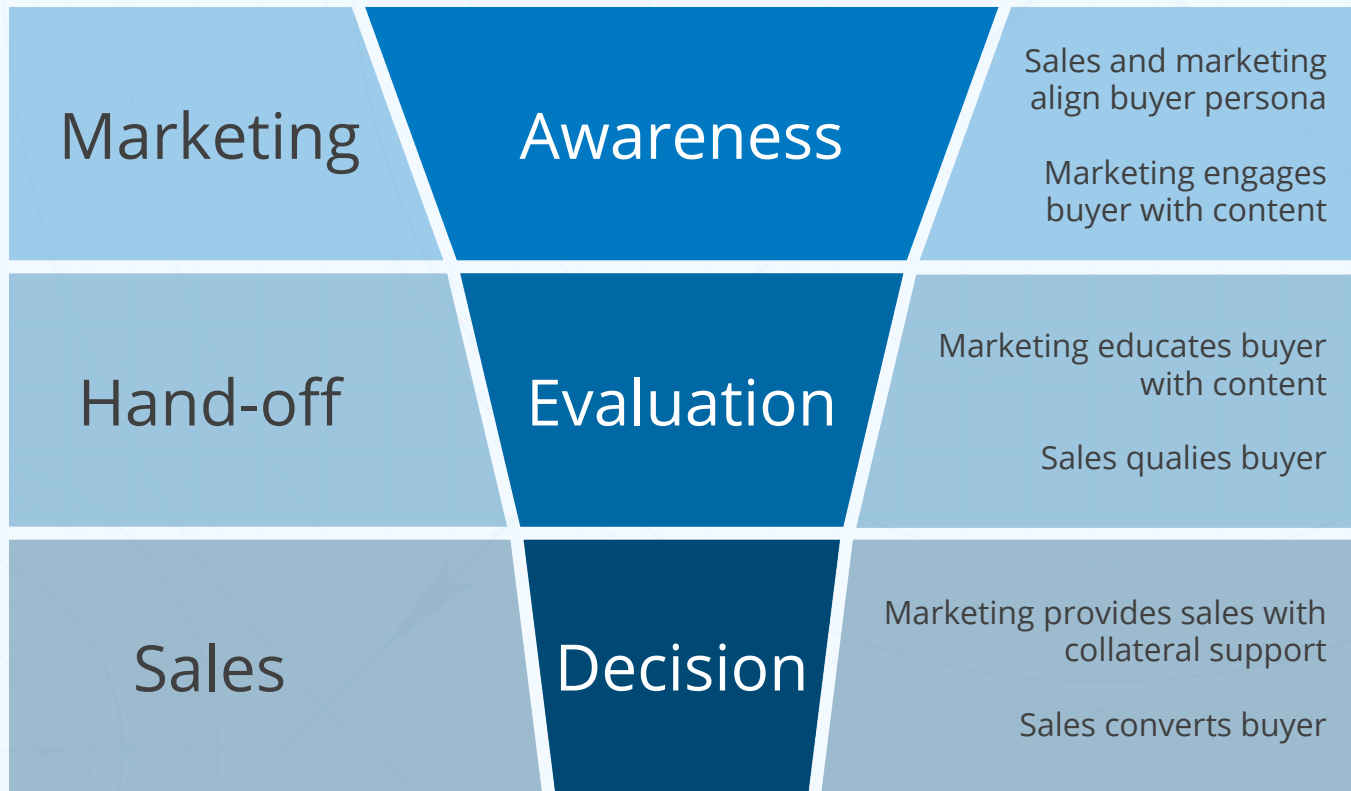 Marketing
Awareness
Sales and marketing
align buyer persona
Marketing engages
buyer with content
Hand-off
Evaluation
Marketing educates buyer
with content
Sales qualies buyer
Sales
Decision
Marketing provides sales with
collateral support
Sales converts buyer